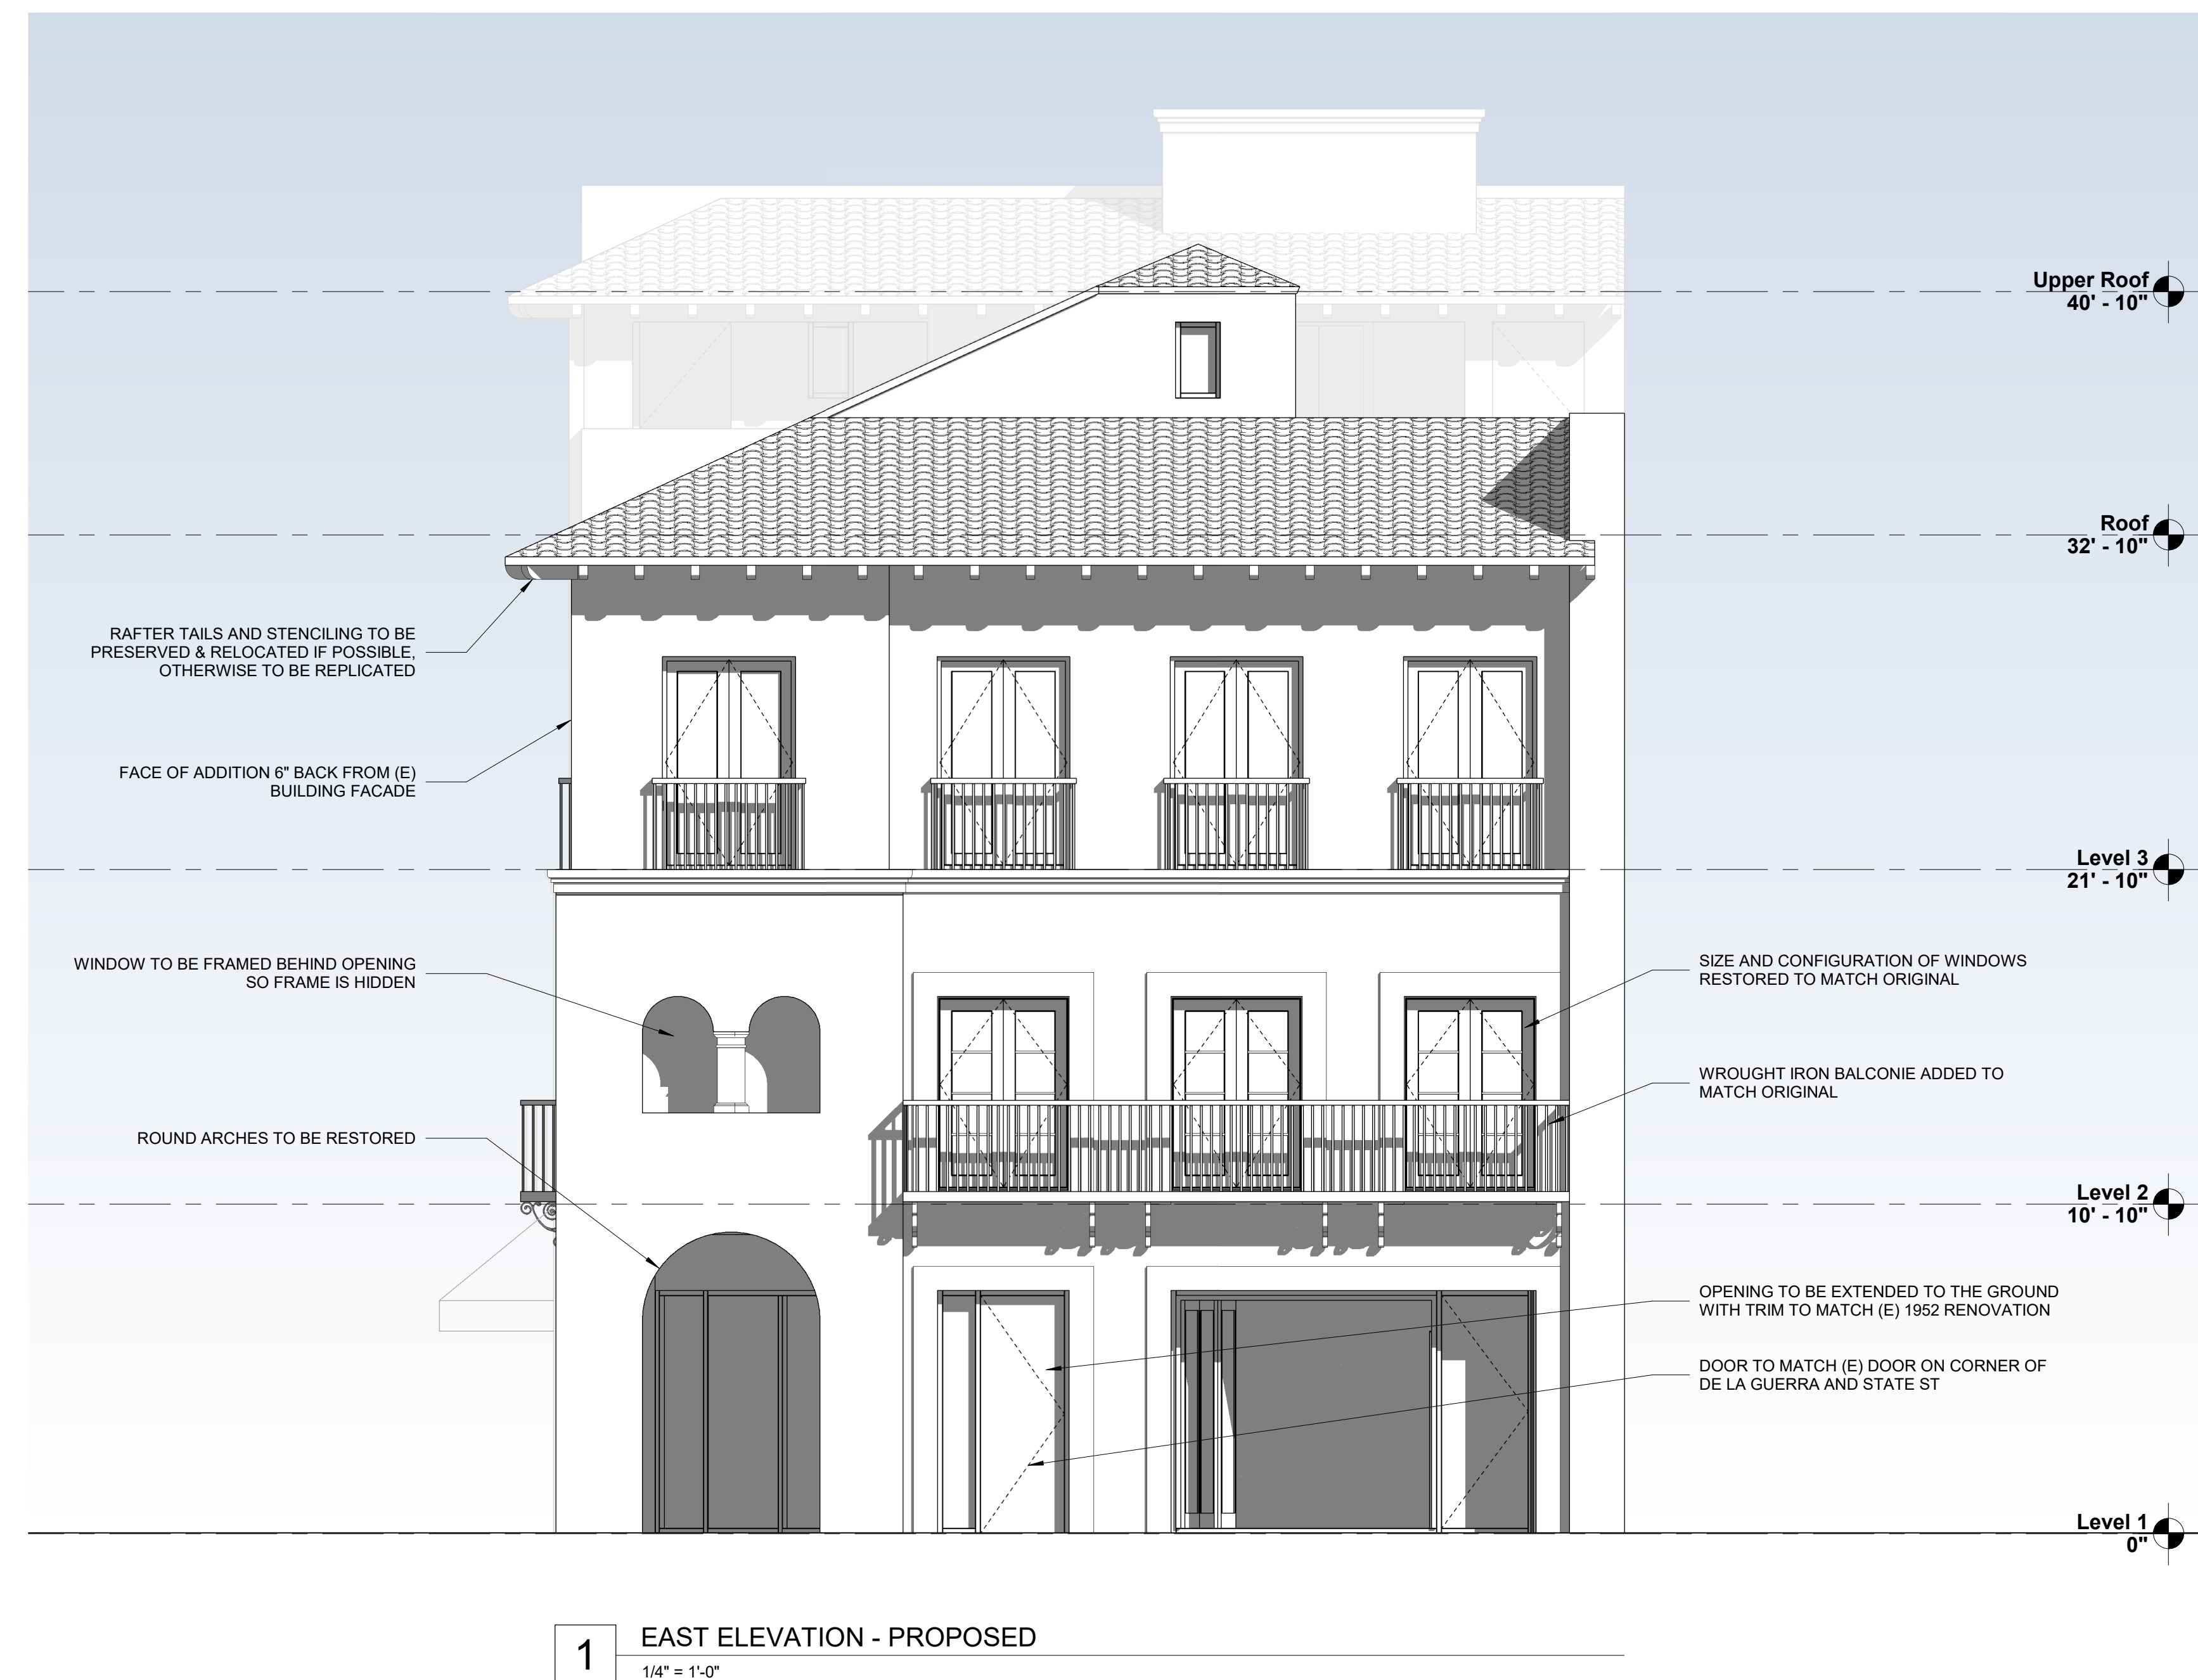 Upper Roof
40' - 10"
Roof
32' - 10"
RAFTER TAILS AND STENCILING TO BE
PRESERVED & RELOCATED IF POSSIBLE,
OTHERWISE TO BE REPLICATED
FACE OF ADDITION 6" BACK FROM (E)
BUILDING FACADE
Level 3
21' - 10"
WINDOW TO BE FRAMED BEHIND OPENING
SO FRAME IS HIDDEN
SIZE AND CONFIGURATION OF WINDOWS
RESTORED TO MATCH ORIGINAL
WROUGHT IRON BALCONIE ADDED TO
MATCH ORIGINAL
ROUND ARCHES TO BE RESTORED
Level 2
10' - 10"
OPENING TO BE EXTENDED TO THE GROUND
WITH TRIM TO MATCH (E) 1952 RENOVATION
DOOR TO MATCH (E) DOOR ON CORNER OF
DE LA GUERRA AND STATE ST
Level 1
0"
1
EAST ELEVATION - PROPOSED
1/4" = 1'-0"